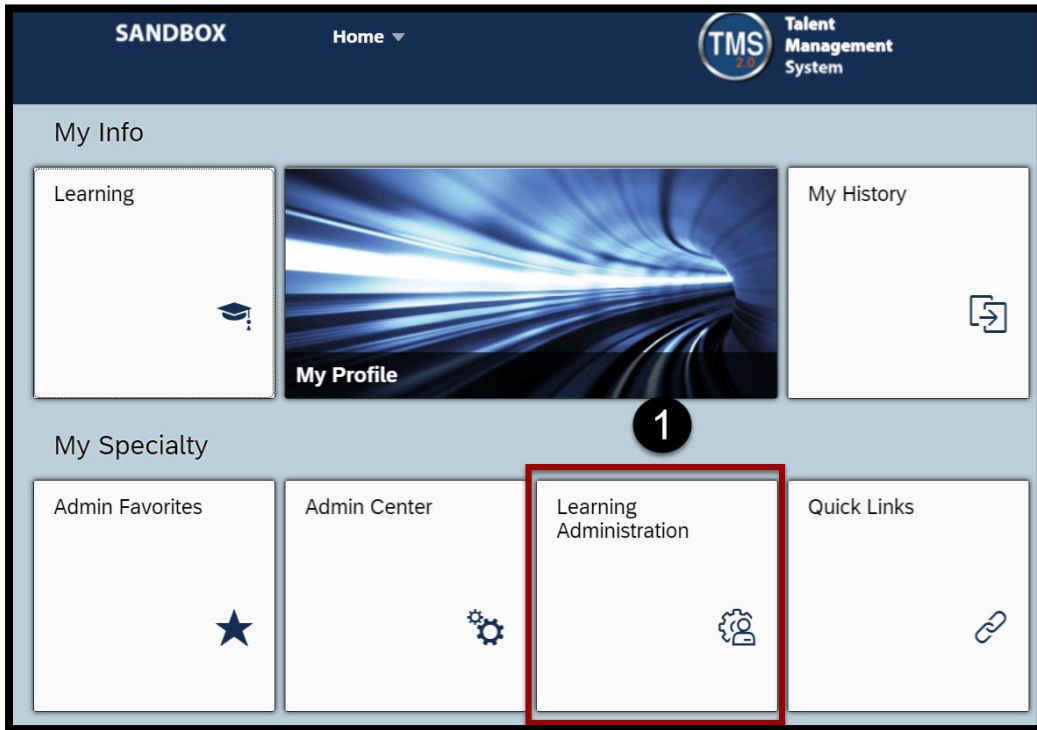 SANDBOX
Home
TMS
2.0
Talent
Management
System
My Info
Learning
My Profile
My History
1
My Specialty
Admin Favorites
Admin Center
Learning
Administration
Quick Links